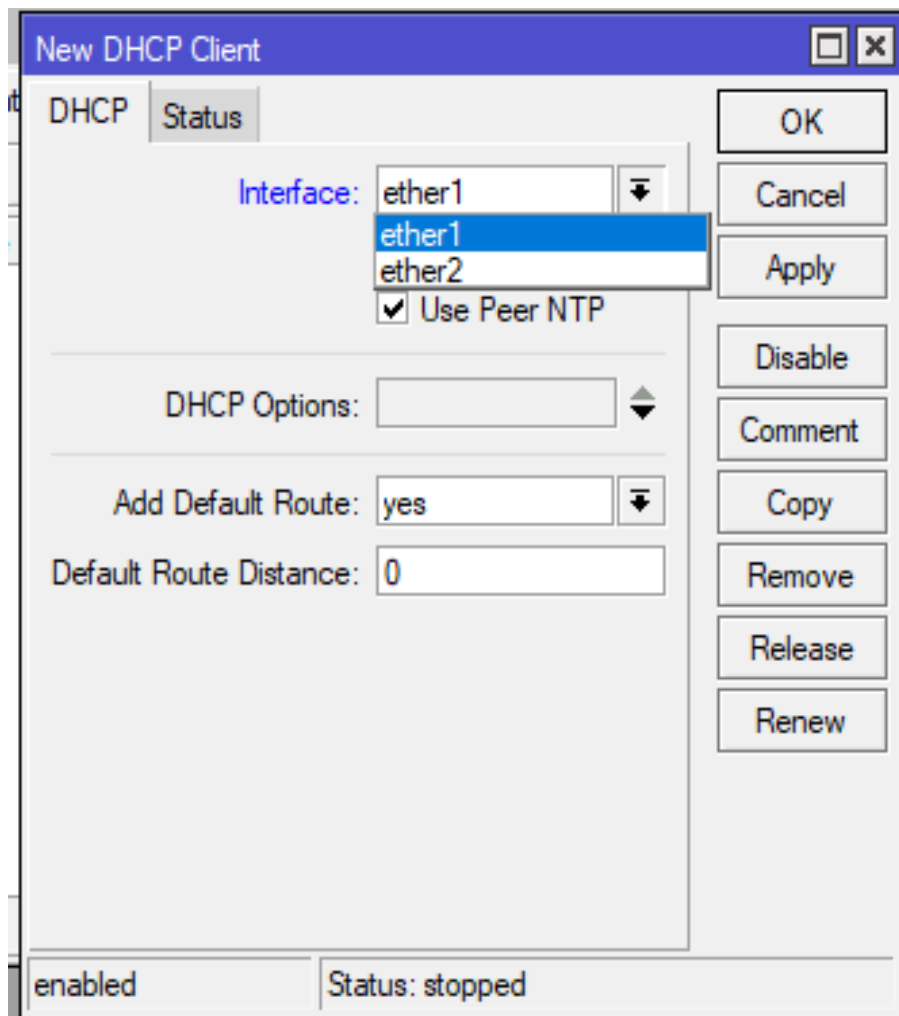 New DHCP Client
DHCP
Status
Interface: ether1
ether1
ether2
Use Peer NTP
DHCP Options:
Add Default Route: yes
Default Route Distance: 0
OK
Cancel
Apply
Disable
Comment
Copy
Remove
Release
Renew
enabled
Status: stopped